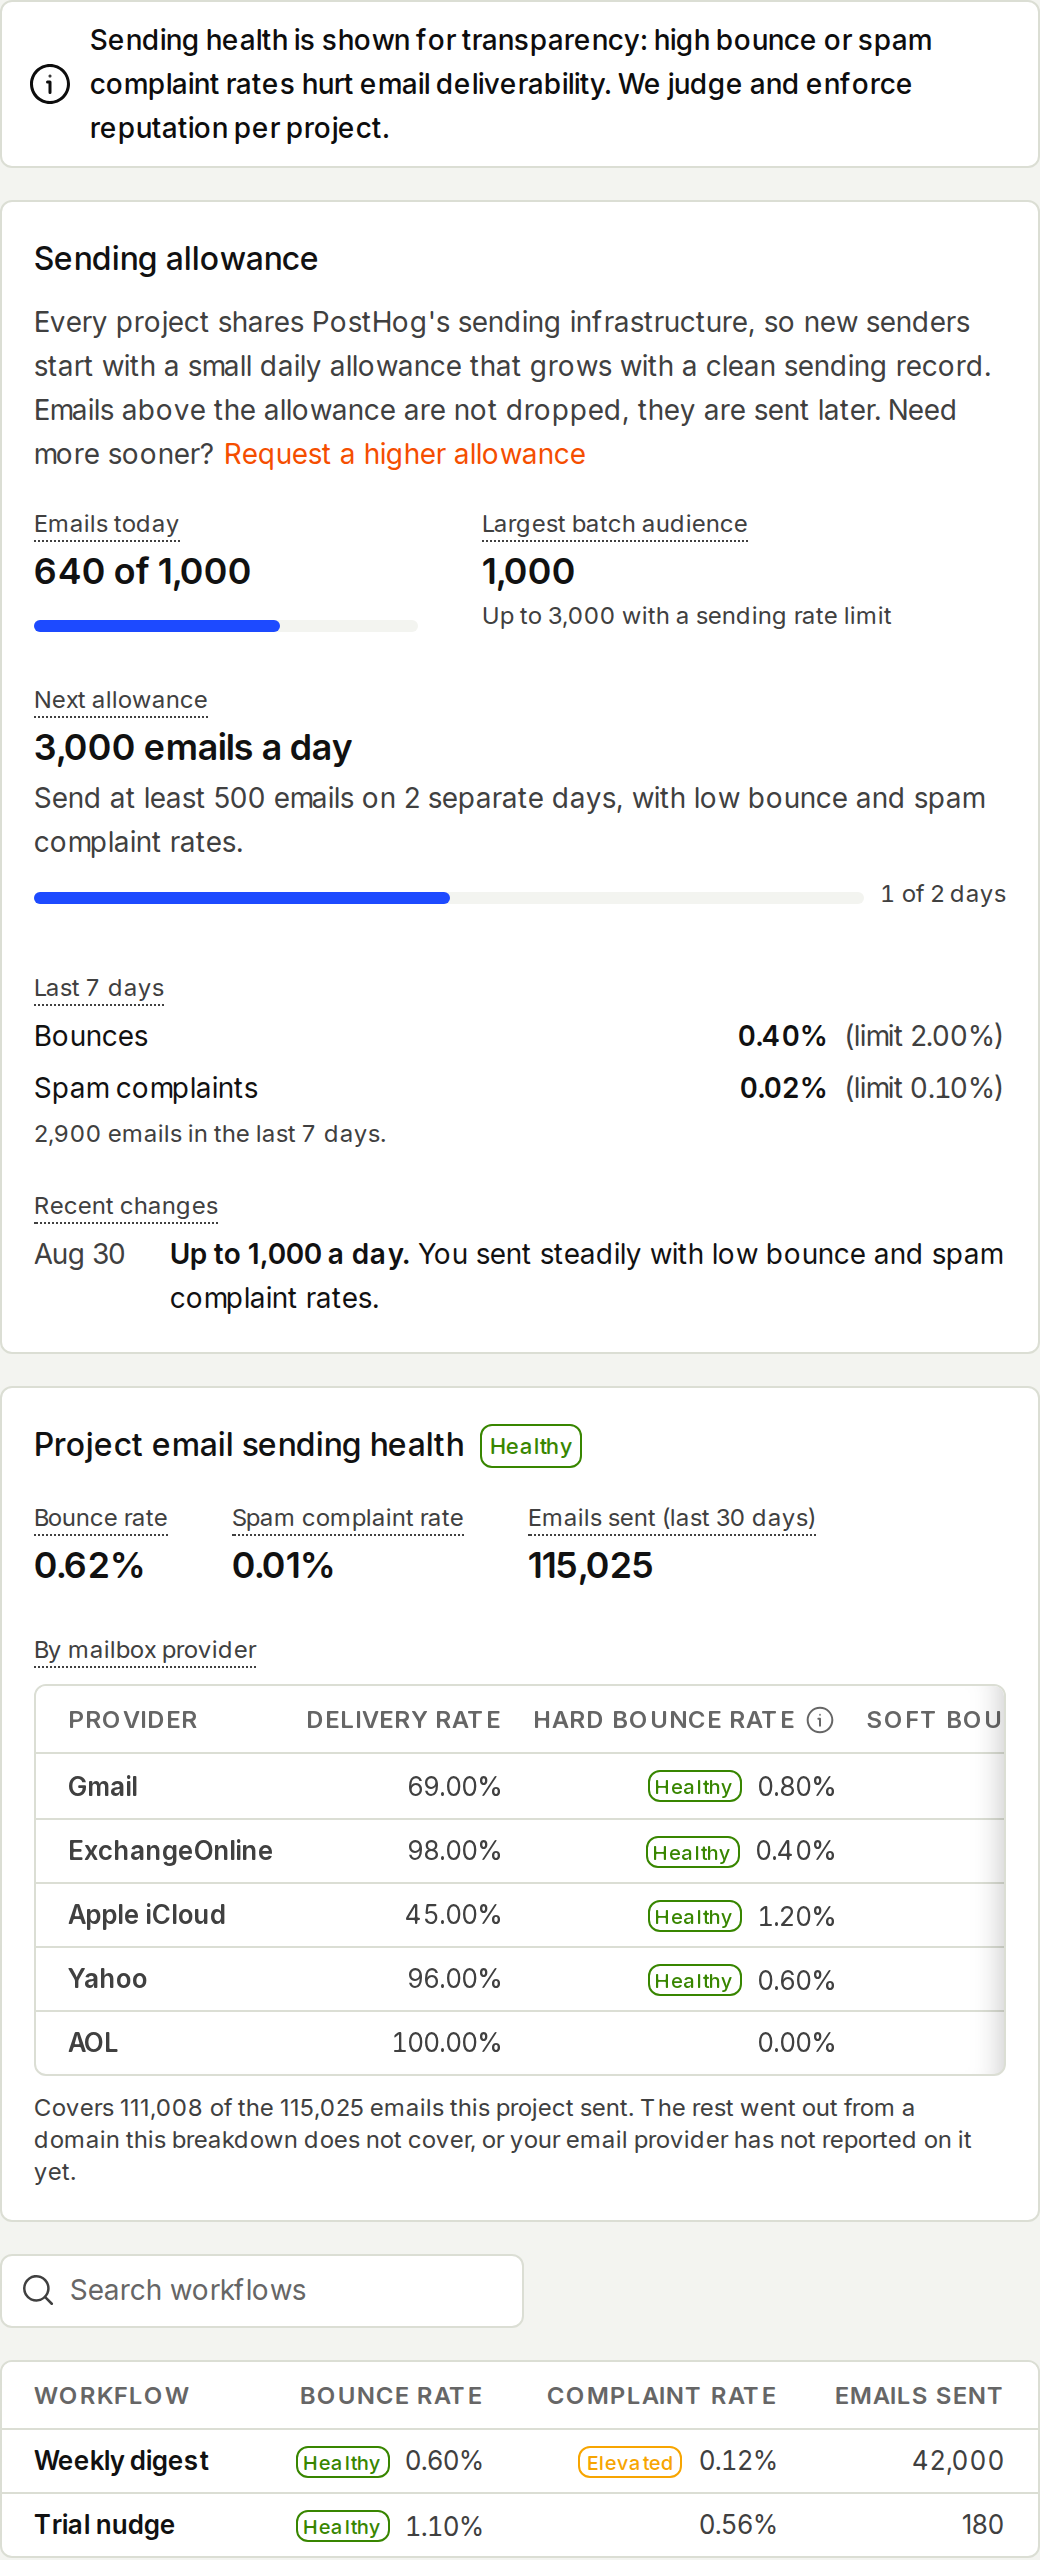 Sending health is shown for transparency: high bounce or spam
complaint rates hurt email deliverability. We judge and enforce
reputation per project.
Sending allowance
Every project shares PostHog's sending infrastructure, so new senders
start with a small daily allowance that grows with a clean sending record.
Emails above the allowance are not dropped, they are sent later. Need
more sooner? Request a higher allowance
Emails today
640 of 1,000
Largest batch audience
1,000
Up to 3,000 with a sending rate limit
Next allowance
3,000 emails a day
Send at least 500 emails on 2 separate days, with low bounce and spam
complaint rates.
1 of 2 days
Last 7 days
Bounces 0.40% (limit 2.00%)
Spam complaints 0.02% (limit 0.10%)
2,900 emails in the last 7 days.
Recent changes
Aug 30 Up to 1,000 a day. You sent steadily with low bounce and spam
complaint rates.
Project email sending health Healthy
Bounce rate Spam complaint rate Emails sent (last 30 days)
0.62% 0.01% 115,025
By mailbox provider
PROVIDER DELIVERY RATE HARD BOUNCE RATE SOFT BOU
Gmail 69.00% Healthy 0.80%
ExchangeOnline 98.00% Healthy 0.40%
Apple iCloud 45.00% Healthy 1.20%
Yahoo 96.00% Healthy 0.60%
AOL 100.00% 0.00%
Covers 111,008 of the 115,025 emails this project sent. The rest went out from a
domain this breakdown does not cover, or your email provider has not reported on it
yet.
Search workflows
WORKFLOW BOUNCE RATE COMPLAINT RATE EMAILS SENT
Weekly digest Healthy 0.60% Elevated 0.12% 42,000
Trial nudge Healthy 1.10% 0.56% 180